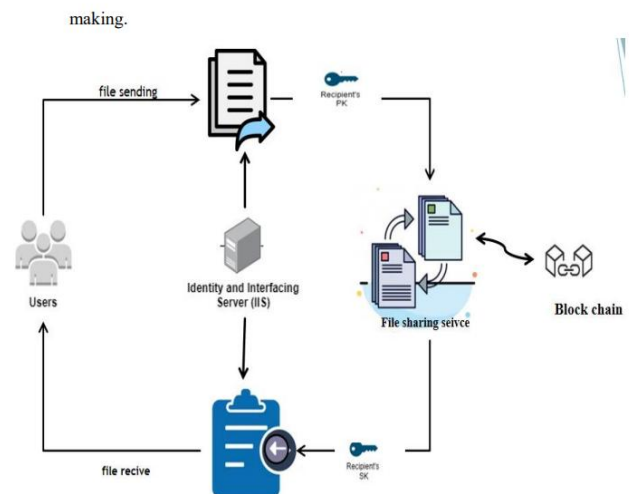 making.
file sending
Recipient's
PK
Users
Identity and Interfacing
Server (IIS)
File sharing seivce
Block chain
file recive
Recipient's
SK